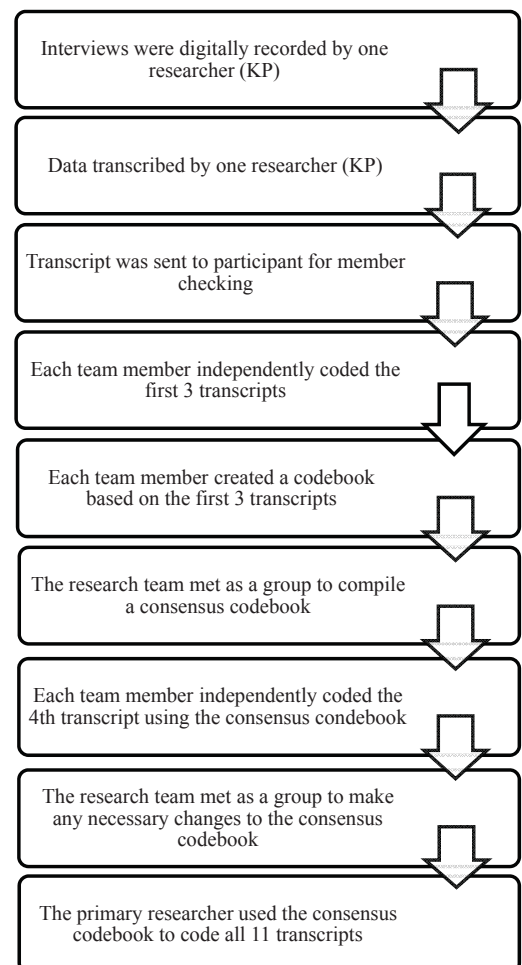 Interviews were digitally recorded by one
researcher (KP)
Data transcribed by one researcher (KP)
Transcript was sent to participant for member
checking
Each team member independently coded the
first 3 transcripts
Each team member created a codebook
based on the first 3 transcripts
The research team met as a group to compile
a consensus codebook
Each team member independently coded the
4th transcript using the consensus condebook
The research team met as a group to make
any necessary changes to the consensus
codebook
The primary researcher used the consensus
codebook to code all 11 transcripts